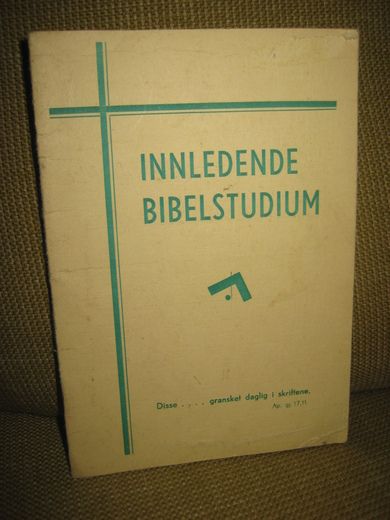 INNLEDENDE
BIBELSTUDIUM
Disse . . . . gransket daglig i skriftene.
Ap. gj 17,11